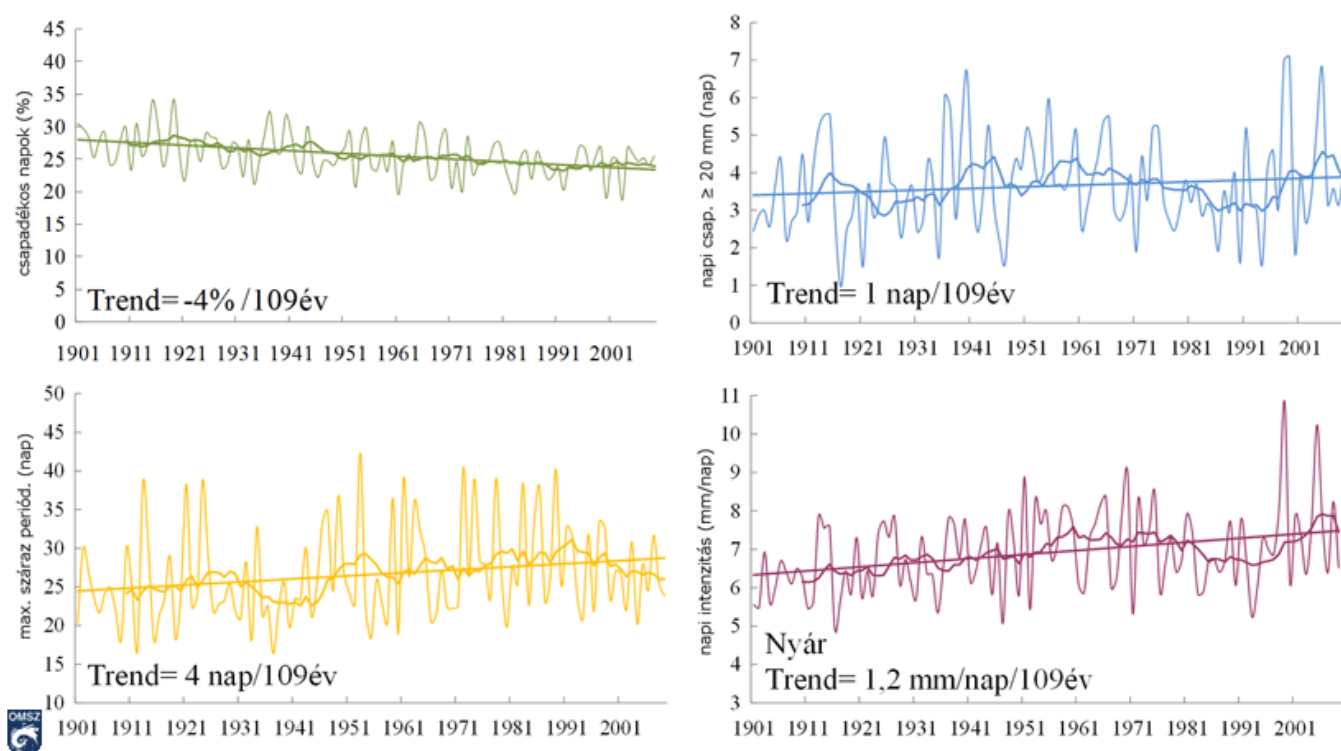 csapadékos napok (%)
45
40
35
30
25
20
15
10
5
0
Trend= -4% /109év
1901 1911 1921 1931 1941 1951 1961 1971 1981 1991 2001
napi csap. ≥ 20 mm (nap)
8
7
6
5
4
3
2
1
0
Trend= 1 nap/109év
1901 1911 1921 1931 1941 1951 1961 1971 1981 1991 2001
max. száraz periód. (nap)
50
45
40
35
30
25
20
15
10
Trend= 4 nap/109év
1901 1911 1921 1931 1941 1951 1961 1971 1981 1991 2001
napi intenzitás (mm/nap)
11
10
9
8
7
6
5
4
3
Nyár
Trend= 1,2 mm/nap/109év
1901 1911 1921 1931 1941 1951 1961 1971 1981 1991 2001
OMSZ